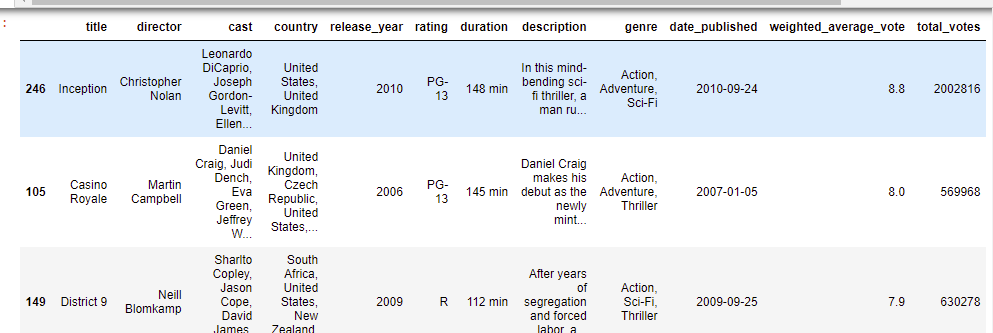 title director cast country release_year rating duration description genre date_published weighted_average_vote total_votes
246 Inception Christopher Nolan Leonardo DiCaprio, Joseph Gordon-Levitt, Ellen... United States, United Kingdom 2010 PG-13 148 min In this mind-bending sci-fi thriller, a man ru... Action, Adventure, Sci-Fi 2010-09-24 8.8 2002816
105 Casino Royale Martin Campbell Daniel Craig, Judi Dench, Eva Green, Jeffrey W... United Kingdom, Czech Republic, United States,... 2006 PG-13 145 min Daniel Craig makes his debut as the newly mint... Action, Adventure, Thriller 2007-01-05 8.0 569968
149 District 9 Neill Blomkamp Sharlto Copley, Jason Cope, David James, South Africa, United States, New Zealand, 2009 R 112 min After years of segregation and forced labor, a Action, Sci-Fi, Thriller 2009-09-25 7.9 630278